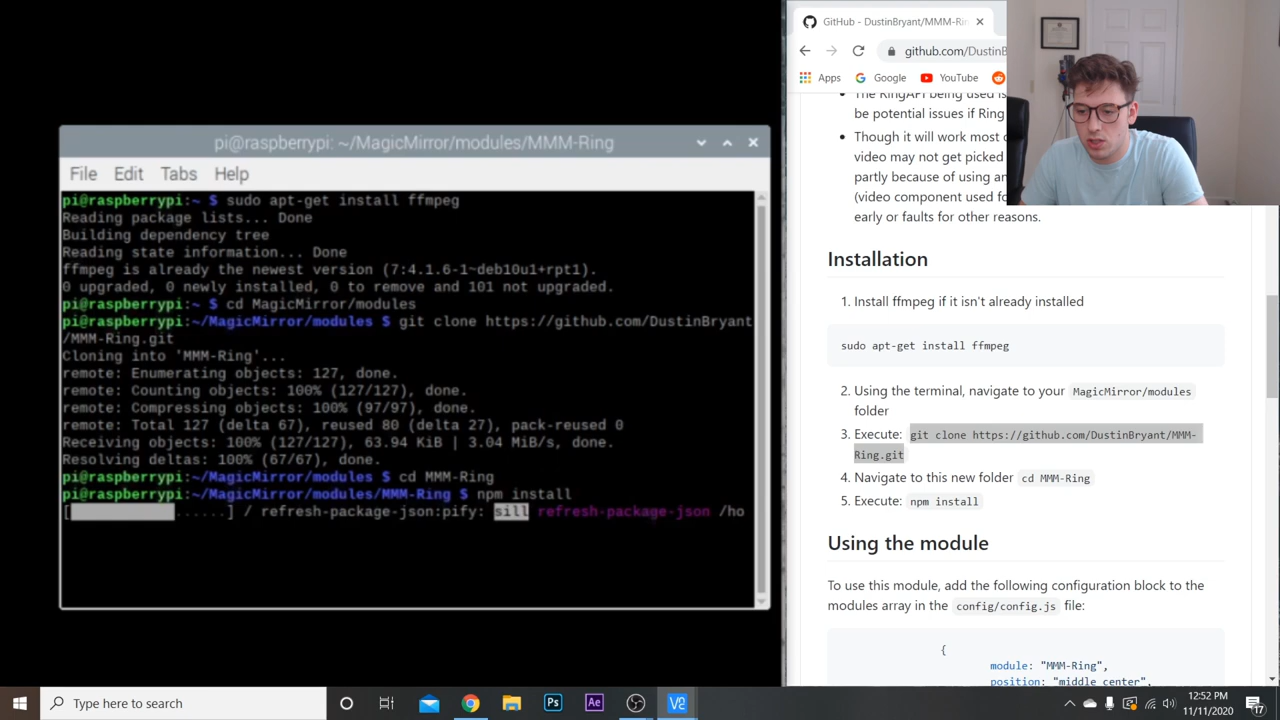 pi@raspberrypi: ~/MagicMirror/modules/MMM-Ring
File Edit Tabs Help
pi@raspberrypi:~ $ sudo apt-get install ffmpeg
Reading package lists... Done
Building dependency tree
Reading state information... Done
ffmpeg is already the newest version (7:4.1.6-1~deb10u1+rpt1).
0 upgraded, 0 newly installed, 0 to remove and 101 not upgraded.
pi@raspberrypi:~ $ cd MagicMirror/modules
pi@raspberrypi:~/MagicMirror/modules $ git clone https://github.com/DustinBryant
/MMM-Ring.git
Cloning into 'MMM-Ring'...
remote: Enumerating objects: 127, done.
remote: Counting objects: 100% (127/127), done.
remote: Compressing objects: 100% (97/97), done.
remote: Total 127 (delta 67), reused 80 (delta 27), pack-reused 0
Receiving objects: 100% (127/127), 63.94 KiB | 3.04 MiB/s, done.
Resolving deltas: 100% (67/67), done.
pi@raspberrypi:~/MagicMirror/modules $ cd MMM-Ring
pi@raspberrypi:~/MagicMirror/modules/MMM-Ring $ npm install
[ ......] / refresh-package-json:pify: sill refresh-package-json /ho
GitHub - DustinBryant/MMM-Rin
github.com/DustinB
Apps Google YouTube
The RingAPI being used is
be potential issues if Ring
Though it will work most o
video may not get picked
partly because of using an
(video component used fo
early or faults for other reasons.
Installation
1. Install ffmpeg if it isn't already installed
sudo apt-get install ffmpeg
2. Using the terminal, navigate to your MagicMirror/modules
folder
3. Execute: git clone https://github.com/DustinBryant/MMM-
Ring.git
4. Navigate to this new folder cd MMM-Ring
5. Execute: npm install
Using the module
To use this module, add the following configuration block to the
modules array in the config/config.js file:
{
module: "MMM-Ring",
position: "middle_center",
Type here to search
Ps
Ae
V2
12:52 PM
11/11/2020
17